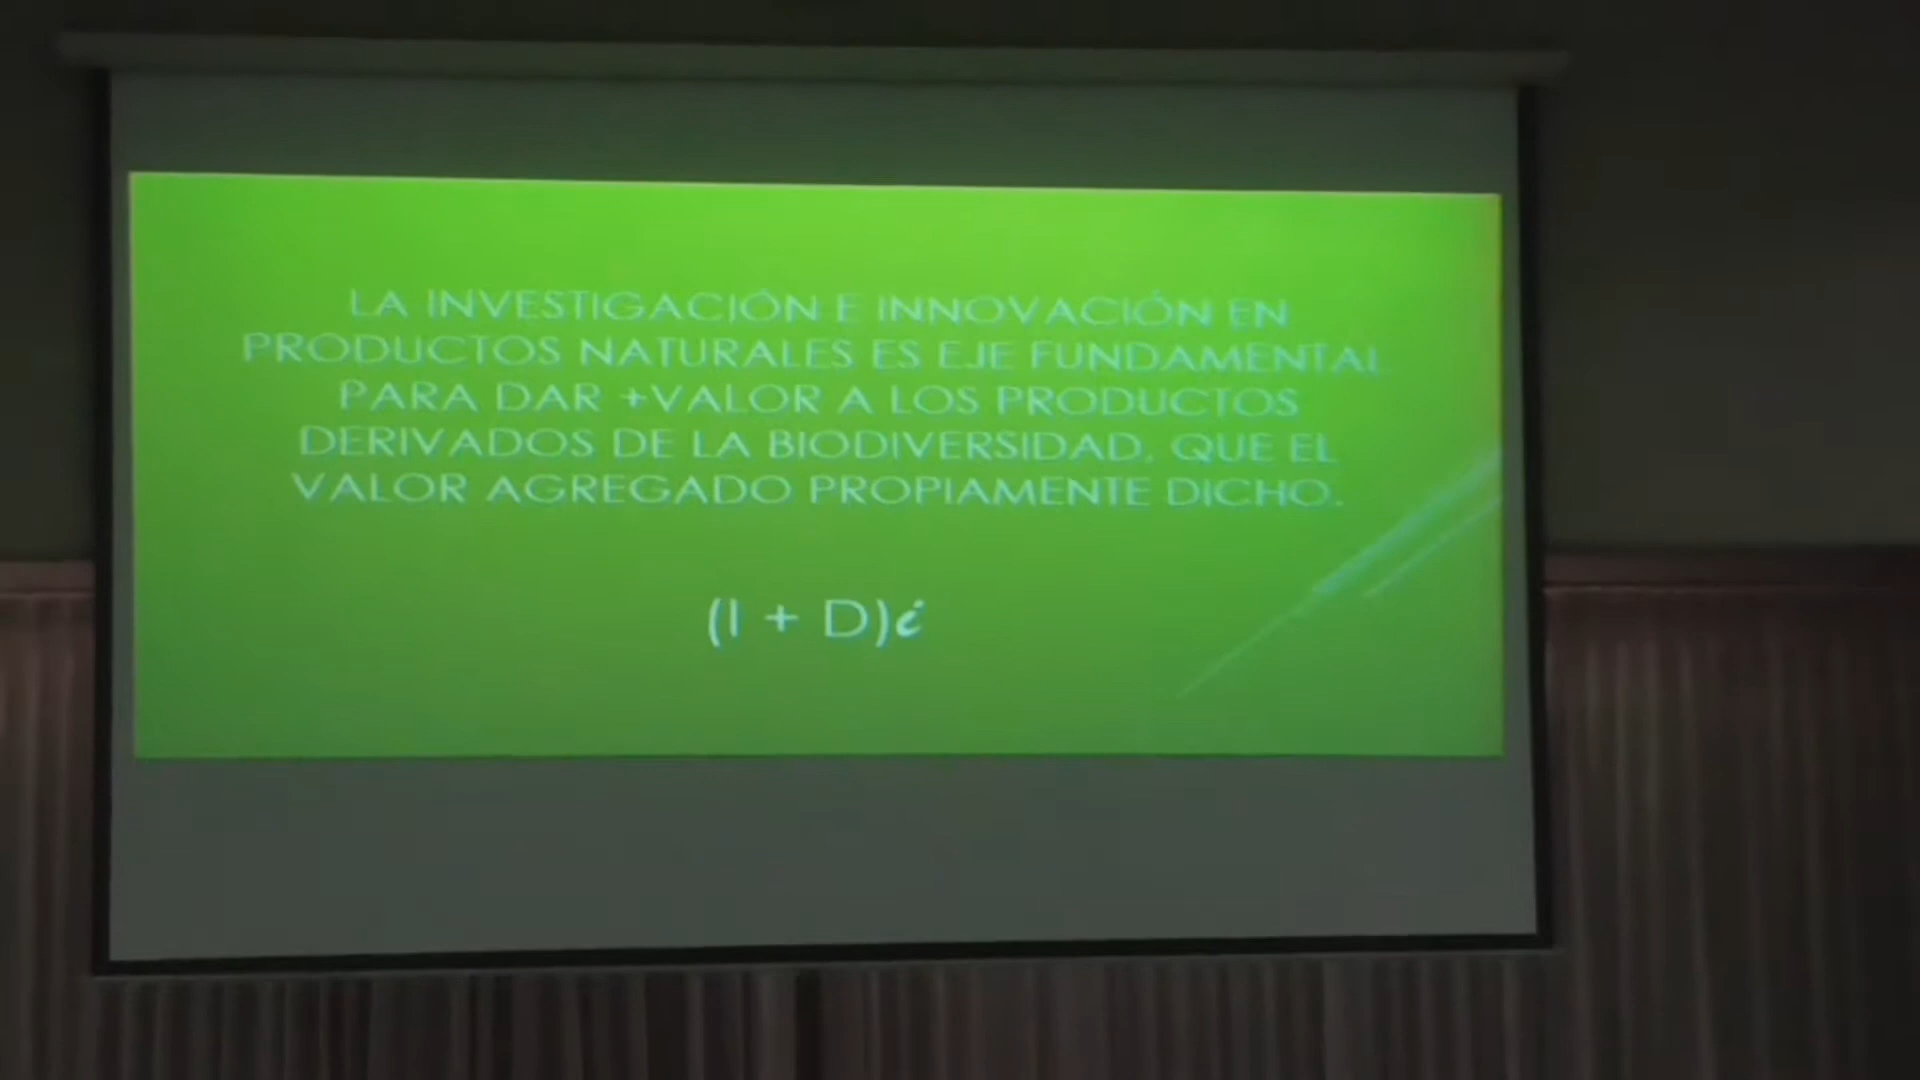 LA INVESTIGACIÓN E INNOVACIÓN EN
PRODUCTOS NATURALES ES EJE FUNDAMENTAL
PARA DAR +VALOR A LOS PRODUCTOS
DERIVADOS DE LA BIODIVERSIDAD, QUE EL
VALOR AGREGADO PROPIAMENTE DICHO.
(I + D)i